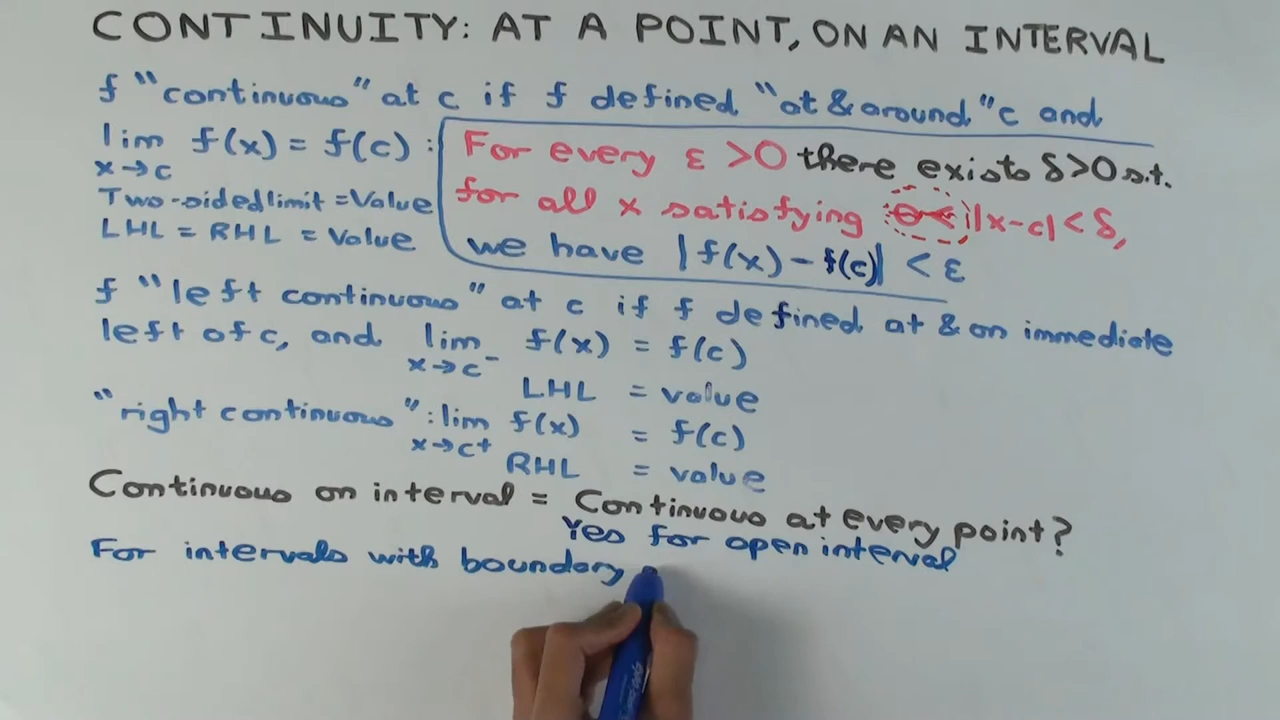 CONTINUITY: AT A POINT, ON AN INTERVAL
f "continuous" at c if f defined "at & around" c and
lim f(x) = f(c) :
x→c
Two-sided limit = Value
LHL = RHL = Value
For every ε >0 there exists δ>0 s.t.
for all x satisfying 0< |x-c| < δ,
we have |f(x) - f(c)| < ε
f "left continuous" at c if f defined at & on immediate
left of c, and lim f(x) = f(c)
x→c⁻
LHL = value
"right continuous" : lim f(x) = f(c)
x→c+
RHL = value
Continuous on interval = Continuous at every point?
Yes for open interval
For intervals with boundary